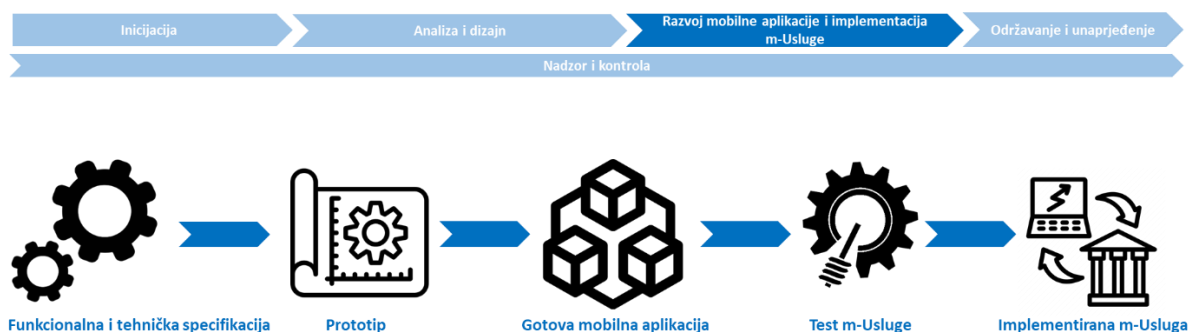 Inicijacija
Analiza i dizajn
Razvoj mobilne aplikacije i implementacija
m-Usluge
Održavanje i unaprjeđenje
Nadzor i kontrola
Funkcionalna i tehnička specifikacija
Prototip
Gotova mobilna aplikacija
Test m-Usluge
Implementirana m-Usluga